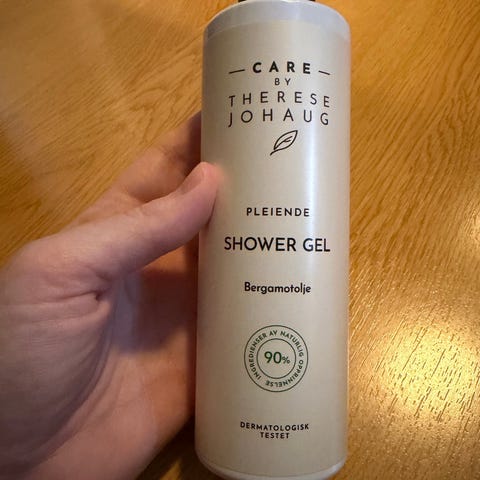 — CARE —
BY
THERESE
JOHAUG
PLEIENDE
SHOWER GEL
Bergamotolje
INGREDIENSER AV NATURLIG OPPRINNELSE
90%
DERMATOLOGISK
TESTET